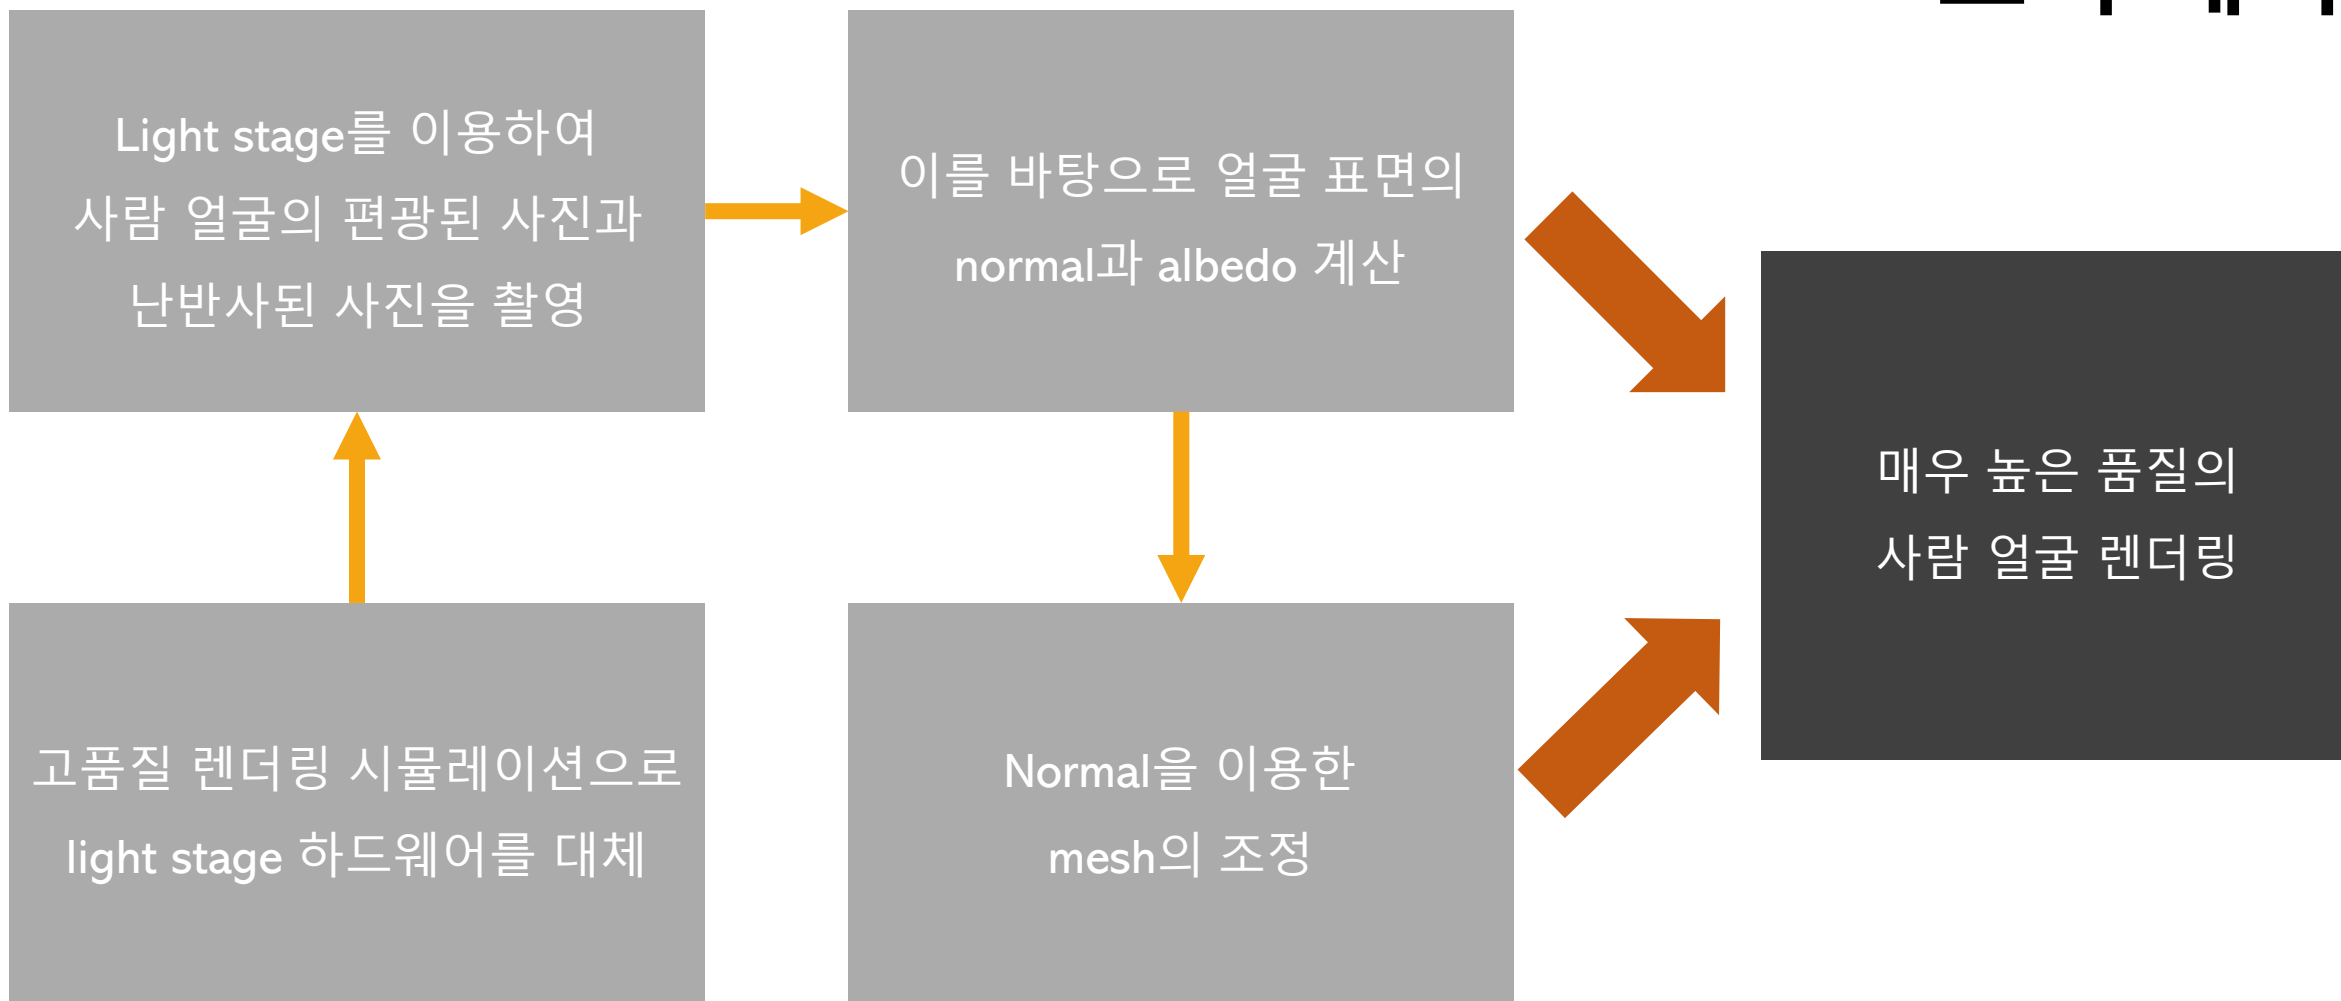 Light stage를 이용하여
사람 얼굴의 편광된 사진과
난반사된 사진을 촬영
이를 바탕으로 얼굴 표면의
normal과 albedo 계산
고품질 렌더링 시뮬레이션으로
light stage 하드웨어를 대체
Normal을 이용한
mesh의 조정
매우 높은 품질의
사람 얼굴 렌더링